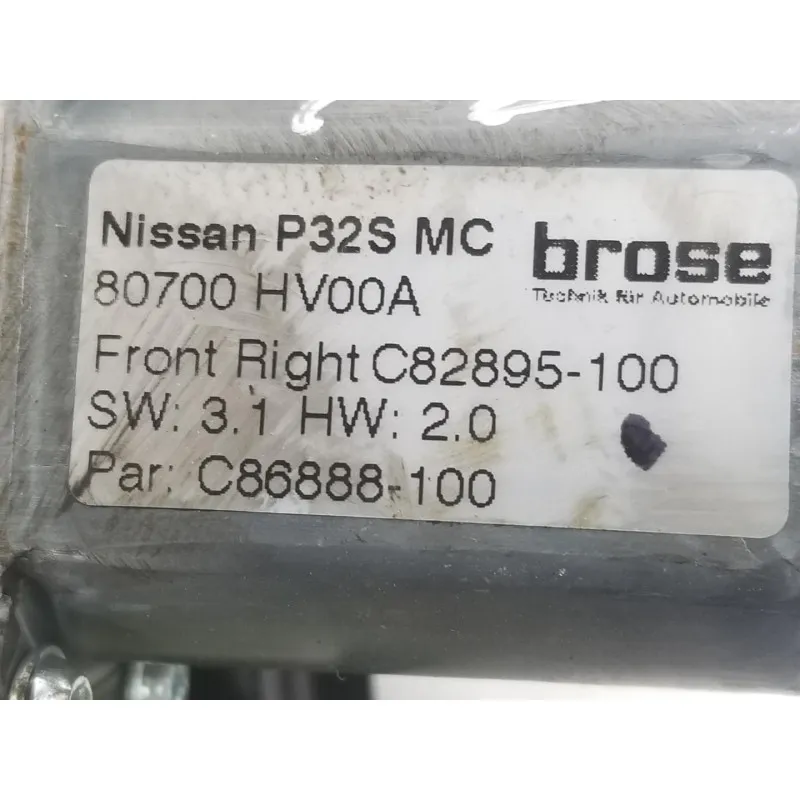 Nissan P32S MC
brose
Technik für Automobile
80700 HV00A
Front Right C82895-100
SW: 3.1 HW: 2.0
Par: C86888-100